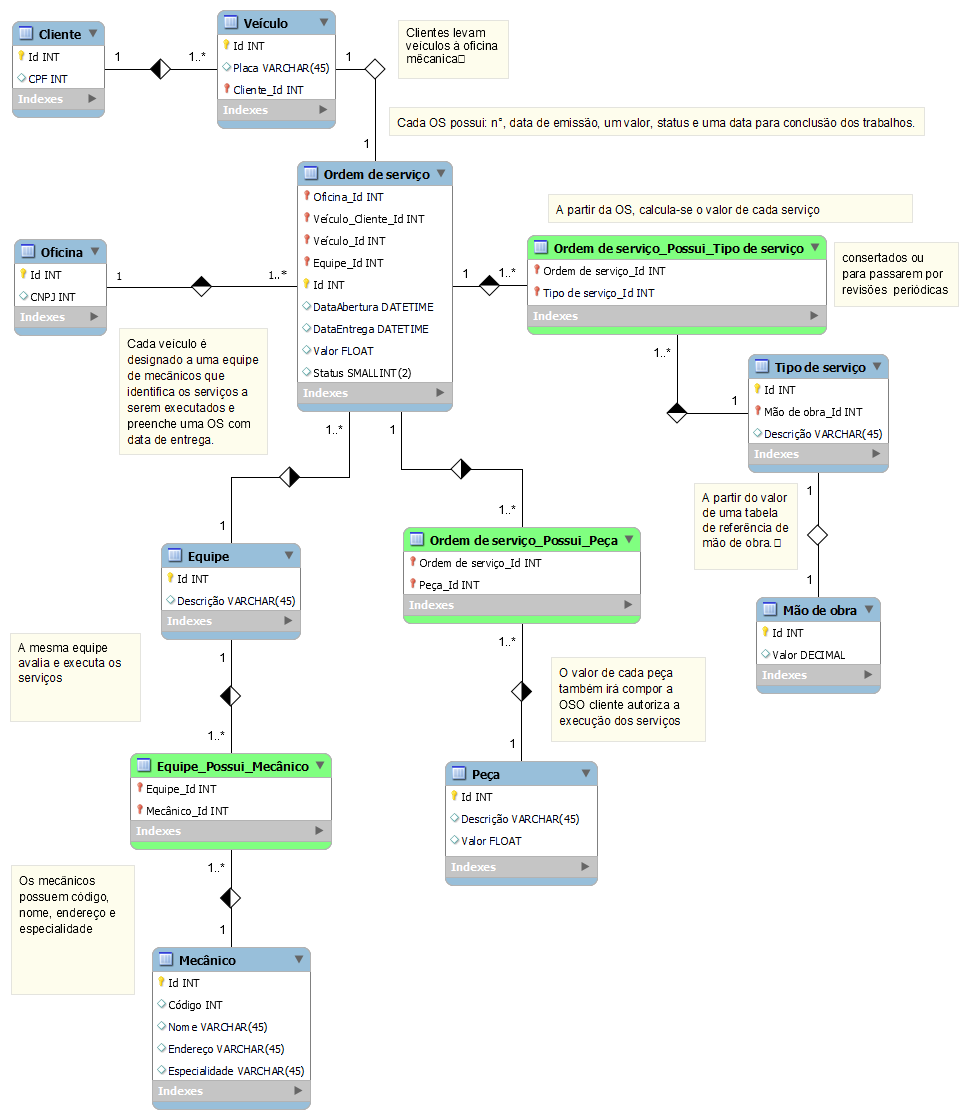 Cliente
Id INT
CPF INT
Indexes
1
1..*
Veículo
Id INT
Placa VARCHAR(45)
Cliente_Id INT
Indexes
1
1
Clientes levam
veículos à oficina
mêcanica
Cada OS possui: n°, data de emissão, um valor, status e uma data para conclusão dos trabalhos.
Ordem de serviço
Oficina_Id INT
Veículo_Cliente_Id INT
Veículo_Id INT
Equipe_Id INT
Id INT
DataAbertura DATETIME
DataEntrega DATETIME
Valor FLOAT
Status SMALLINT(2)
Indexes
Oficina
Id INT
CNPJ INT
Indexes
1
1..*
A partir da OS, calcula-se o valor de cada serviço
1
1..*
Ordem de serviço_Possui_Tipo de serviço
Ordem de serviço_Id INT
Tipo de serviço_Id INT
Indexes
consertados ou
para passarem por
revisões periódicas
Cada veículo é
designado a uma equipe
de mecânicos que
identifica os serviços a
serem executados e
preenche uma OS com
data de entrega.
1..*
1
Tipo de serviço
Id INT
Mão de obra_Id INT
Descrição VARCHAR(45)
Indexes
1..*
1
1
1..*
A partir do valor
de uma tabela
de referência de
mão de obra.
1
1
Mão de obra
Id INT
Valor DECIMAL
Indexes
Equipe
Id INT
Descrição VARCHAR(45)
Indexes
Ordem de serviço_Possui_Peça
Ordem de serviço_Id INT
Peça_Id INT
Indexes
A mesma equipe
avalia e executa os
serviços
1
1..*
1..*
1
O valor de cada peça
também irá compor a
OSO cliente autoriza a
execução dos serviços
Equipe_Possui_Mecânico
Equipe_Id INT
Mecânico_Id INT
Indexes
Peça
Id INT
Descrição VARCHAR(45)
Valor FLOAT
Indexes
Os mecânicos
possuem código,
nome, endereço e
especialidade
1..*
1
Mecânico
Id INT
Código INT
Nome VARCHAR(45)
Endereço VARCHAR(45)
Especialidade VARCHAR(45)
Indexes